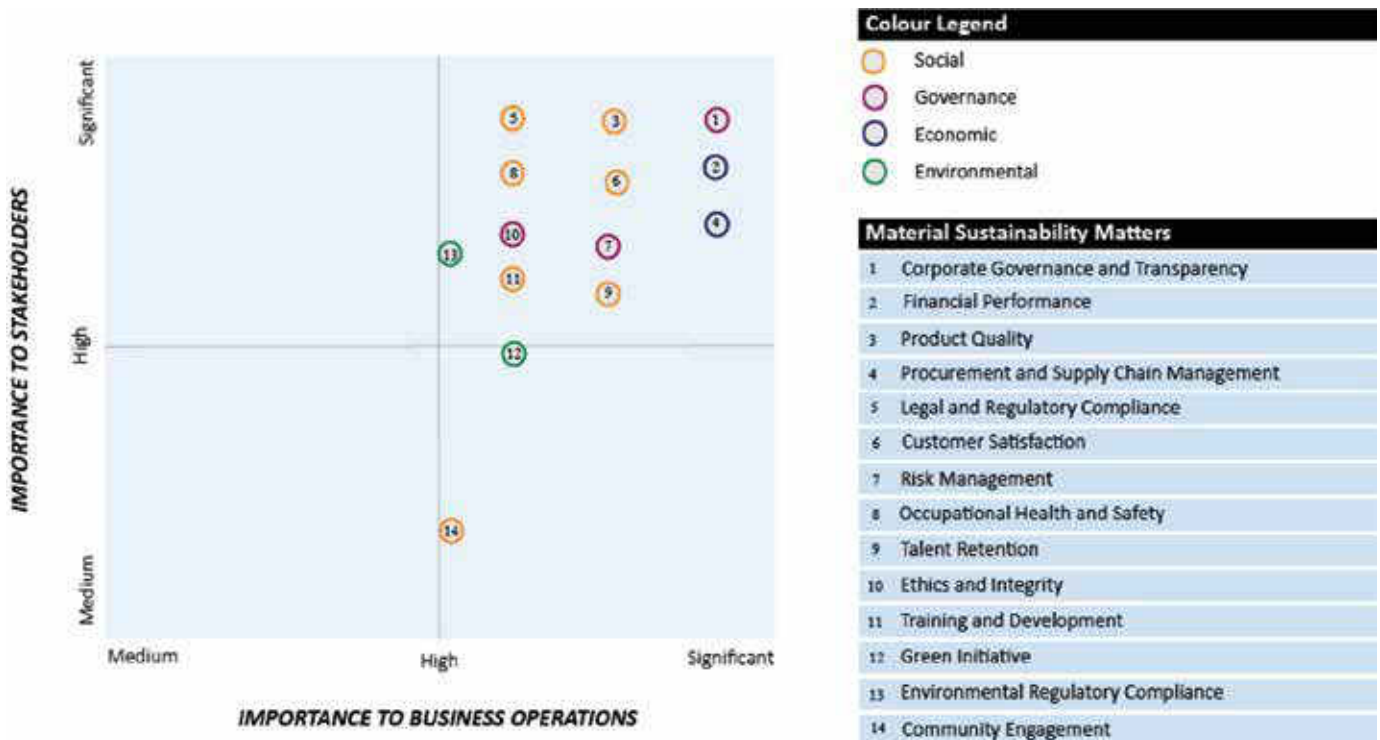 IMPORTANCE TO STAKEHOLDERS
Significant
High
Medium
5
3
1
8
6
2
10
7
4
13
11
9
12
14
Medium
High
Significant
IMPORTANCE TO BUSINESS OPERATIONS
Colour Legend
Social
Governance
Economic
Environmental
Material Sustainability Matters
1 Corporate Governance and Transparency
2 Financial Performance
3 Product Quality
4 Procurement and Supply Chain Management
5 Legal and Regulatory Compliance
6 Customer Satisfaction
7 Risk Management
8 Occupational Health and Safety
9 Talent Retention
10 Ethics and Integrity
11 Training and Development
12 Green Initiative
13 Environmental Regulatory Compliance
14 Community Engagement